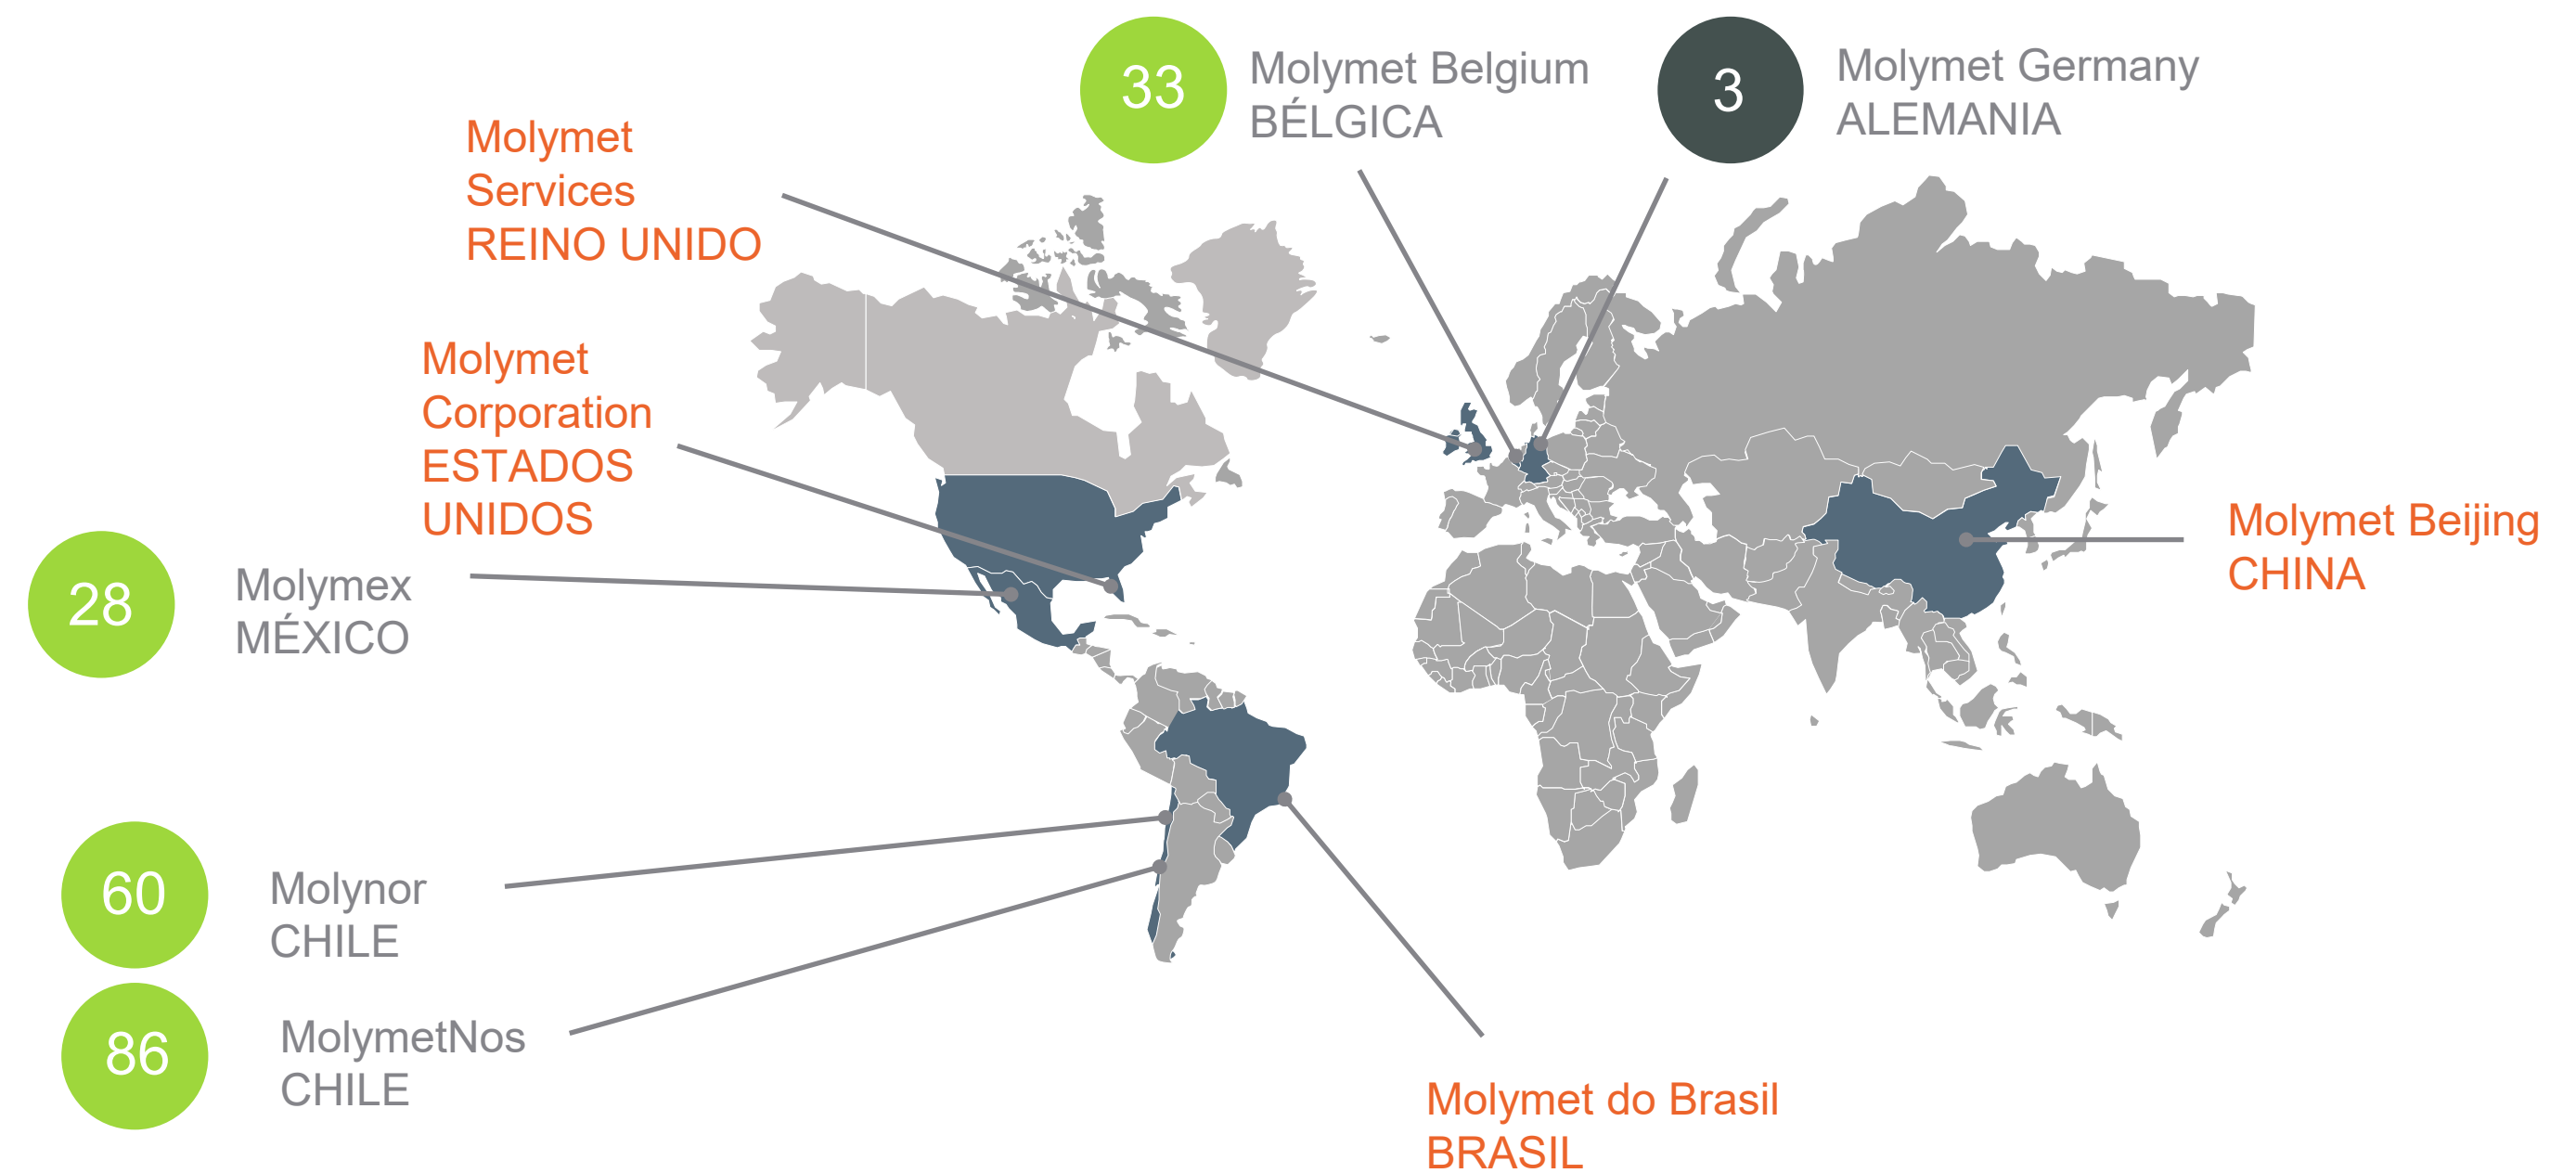 33
Molymet Belgium
BÉLGICA
3
Molymet Germany
ALEMANIA
Molymet
Services
REINO UNIDO
Molymet
Corporation
ESTADOS
UNIDOS
Molymet Beijing
CHINA
28
Molymex
MÉXICO
60
Molynor
CHILE
86
MolymetNos
CHILE
Molymet do Brasil
BRASIL